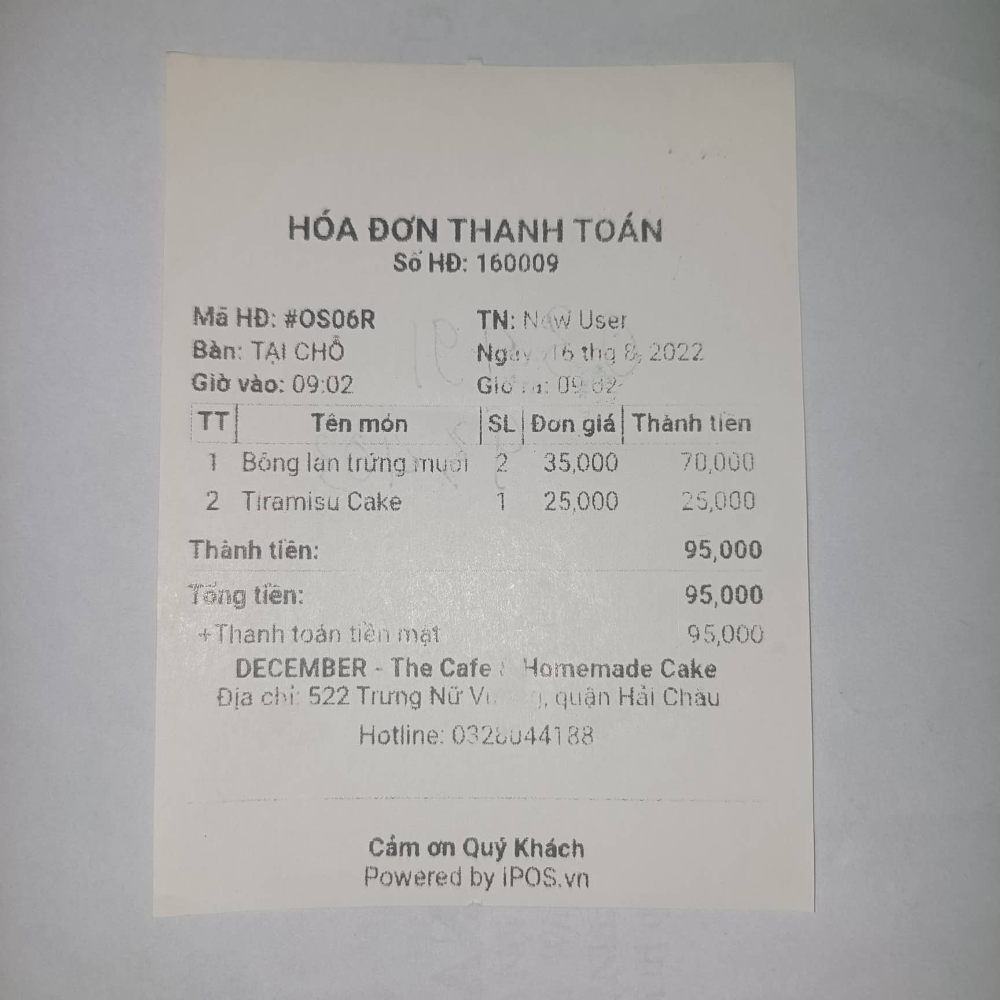 HÓA ĐƠN THANH TOÁN
Số HĐ: 160009
Mã HĐ: #OS06R TN: New User
Bàn: TẠI CHỖ Ngày 16 thg 8, 2022
Giờ vào: 09:02 Giờ ra: 09:02
TT Tên món SL Đơn giá Thành tiền
1 Bông lan trứng muối 2 35,000 70,000
2 Tiramisu Cake 1 25,000 25,000
Thành tiền: 95,000
Tổng tiền: 95,000
+Thanh toán tiền mặt 95,000
DECEMBER - The Cafe & Homemade Cake
Địa chỉ: 522 Trưng Nữ Vương, quận Hải Châu
Hotline: 0328044188
Cảm ơn Quý Khách
Powered by iPOS.vn